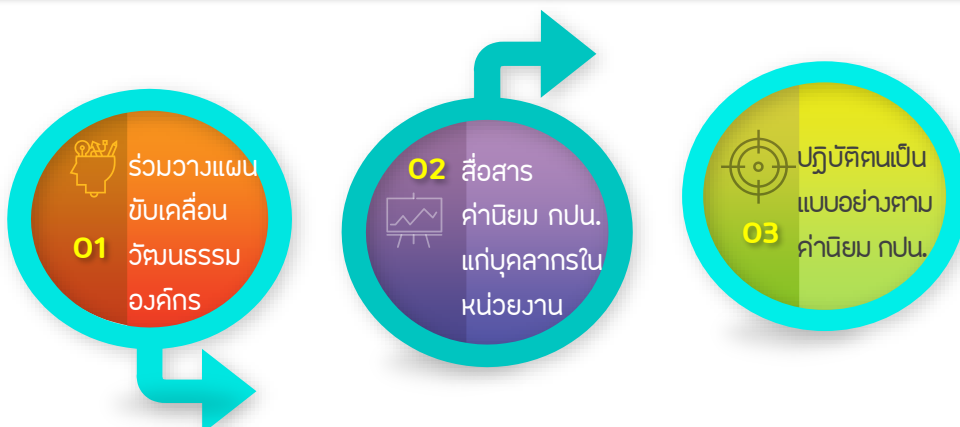 01
ร่วมวางแผน
ขับเคลื่อน
วัฒนธรรม
องค์กร
02
สื่อสาร
ค่านิยม กปน.
แก่บุคลากรใน
หน่วยงาน
03
ปฏิบัติตนเป็น
แบบอย่างตาม
ค่านิยม กปน.